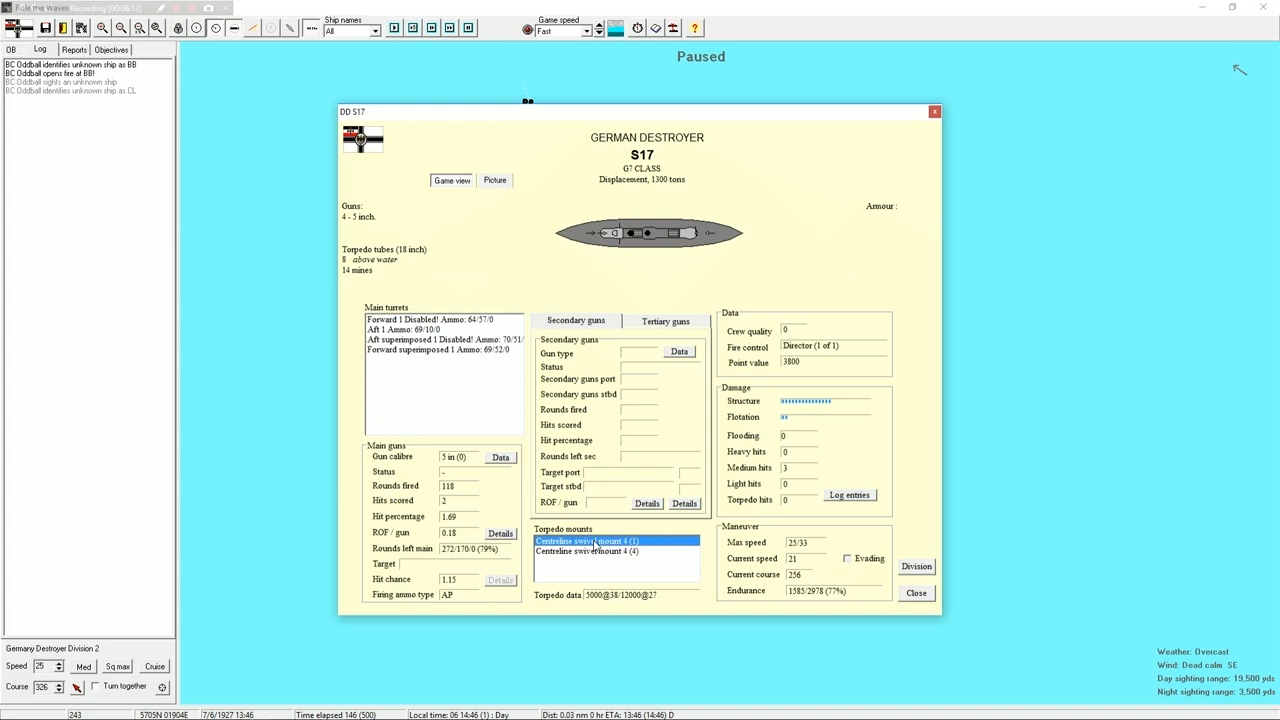 Rule the Waves
Recording [00:06:13]
Ship names
All
Game speed
Fast
OB
Log
Reports
Objectives
BC Oddball identifies unknown ship as BB
BC Oddball opens fire at BB!
BC Oddball sights an unknown ship
BC Oddball identifies unknown ship as CL
Paused
DD S17
GERMAN DESTROYER
S17
G7 CLASS
Displacement, 1300 tons
Game view
Picture
Guns:
4 - 5 inch.
Armour :
Torpedo tubes (18 inch)
8 above water
14 mines
Main turrets
Forward 1 Disabled! Ammo: 64/57/0
Aft 1 Ammo: 69/10/0
Aft superimposed 1 Disabled! Ammo: 70/51/
Forward superimposed 1 Ammo: 69/52/0
Main guns
Gun calibre 5 in (0) Data
Status -
Rounds fired 118
Hits scored 2
Hit percentage 1.69
ROF / gun 0.18 Details
Rounds left main 272/170/0 (79%)
Target
Hit chance 1.15 Details
Firing ammo type AP
Secondary guns
Tertiary guns
Secondary guns
Gun type Data
Status
Secondary guns port
Secondary guns stbd
Rounds fired
Hits scored
Hit percentage
Rounds left sec
Target port
Target stbd
ROF / gun Details Details
Torpedo mounts
Centreline swivel mount 4 (1)
Centreline swivel mount 4 (4)
Torpedo data 5000@38/12000@27
Data
Crew quality 0
Fire control Director (1 of 1)
Point value 3800
Damage
Structure
Flotation
Flooding 0
Heavy hits 0
Medium hits 3
Light hits 0
Torpedo hits 0
Log entries
Maneuver
Max speed 25/33
Current speed 21
Evading
Current course 256
Endurance 1585/2978 (77%)
Division
Close
Germany Destroyer Division 2
Speed 25 Med Sq max Cruise
Course 326 Turn together
Weather: Overcast
Wind: Dead calm SE
Day sighting range: 19,500 yds
Night sighting range: 3,500 yds
243
5705N 01904E
7/6/1927 13:46
Time elapsed 146 (500)
Local time: 06 14:46 (1) : Day
Dist: 0.03 nm 0 hr ETA: 13:46 (14:46) D